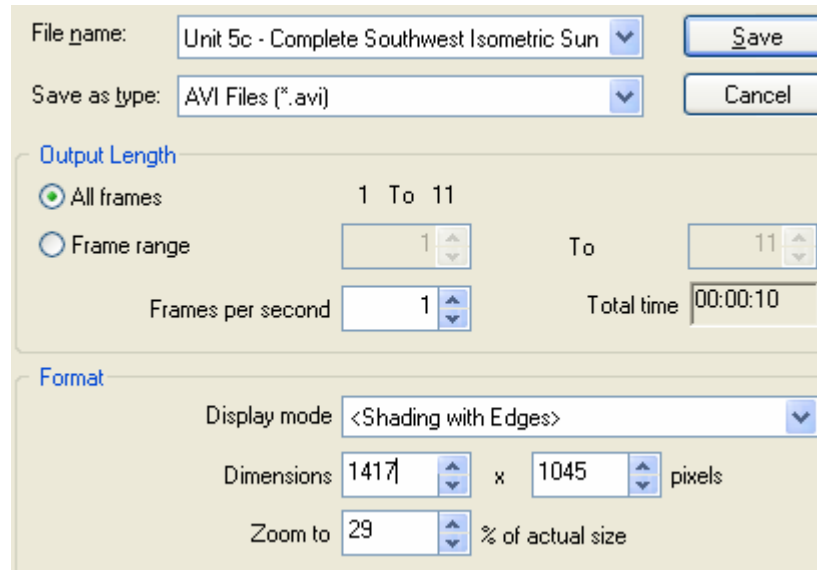 File name: Unit 5c - Complete Southwest Isometric Sun Save
Save as type: AVI Files (*.avi) Cancel
Output Length
All frames 1 To 11
Frame range 1 To 11
Frames per second 1 Total time 00:00:10
Format
Display mode <Shading with Edges>
Dimensions 1417 x 1045 pixels
Zoom to 29 % of actual size